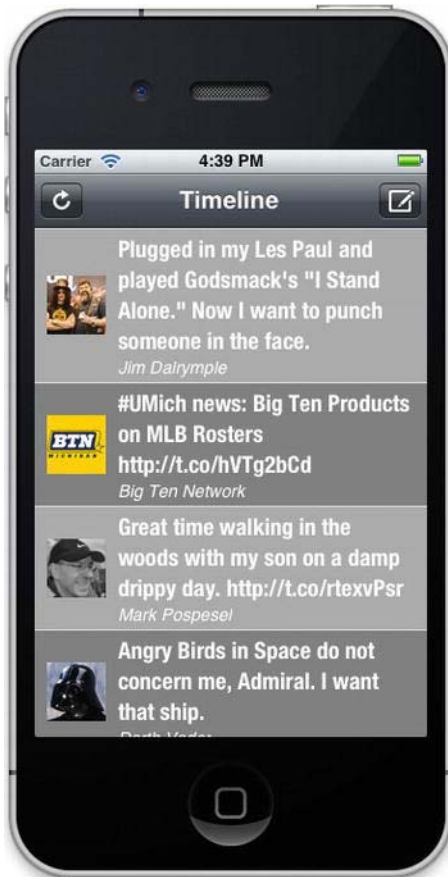 Carrier 4:39 PM
Timeline
Plugged in my Les Paul and
played Godsmack's "I Stand
Alone." Now I want to punch
someone in the face.
Jim Dalrymple
#UMich news: Big Ten Products
on MLB Rosters
http://t.co/hVTg2bCd
BTN
MICHIGAN
Big Ten Network
Great time walking in the
woods with my son on a damp
drippy day. http://t.co/rtexvPsr
Mark Pospesel
Angry Birds in Space do not
concern me, Admiral. I want
that ship.
Darth Vader